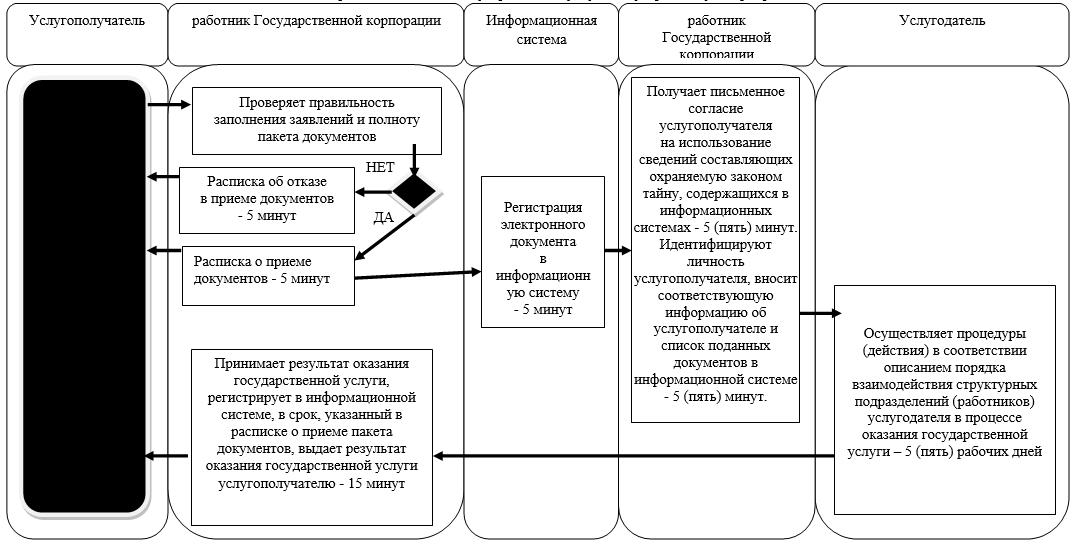 Услугополучатель
работник Государственной корпорации
Информационная
система
работник
Государственной
корпорации
Услугодатель
Проверяет правильность
заполнения заявлений и полноту
пакета документов
НЕТ
Расписка об отказе
в приеме документов
- 5 минут
ДА
Расписка о приеме
документов - 5 минут
Регистрация
электронного
документа
в
информационн
ую систему
- 5 минут
Получает письменное
согласие
услугополучателя
на использование
сведений составляющих
охраняемую законом
тайну, содержащихся в
информационных
системах - 5 (пять) минут.
Идентифицируют
личность
услугополучателя, вносит
соответствующую
информацию об
услугополучателе и
список поданных
документов в
информационной системе
- 5 (пять) минут.
Осуществляет процедуры
(действия) в соответствии
описанием порядка
взаимодействия структурных
подразделений (работников)
услугодателя в процессе
оказания государственной
услуги – 5 (пять) рабочих дней
Принимает результат оказания
государственной услуги,
регистрирует в информационной
системе, в срок, указанный в
расписке о приеме пакета
документов, выдает результат
оказания государственной услуги
услугополучателю - 15 минут